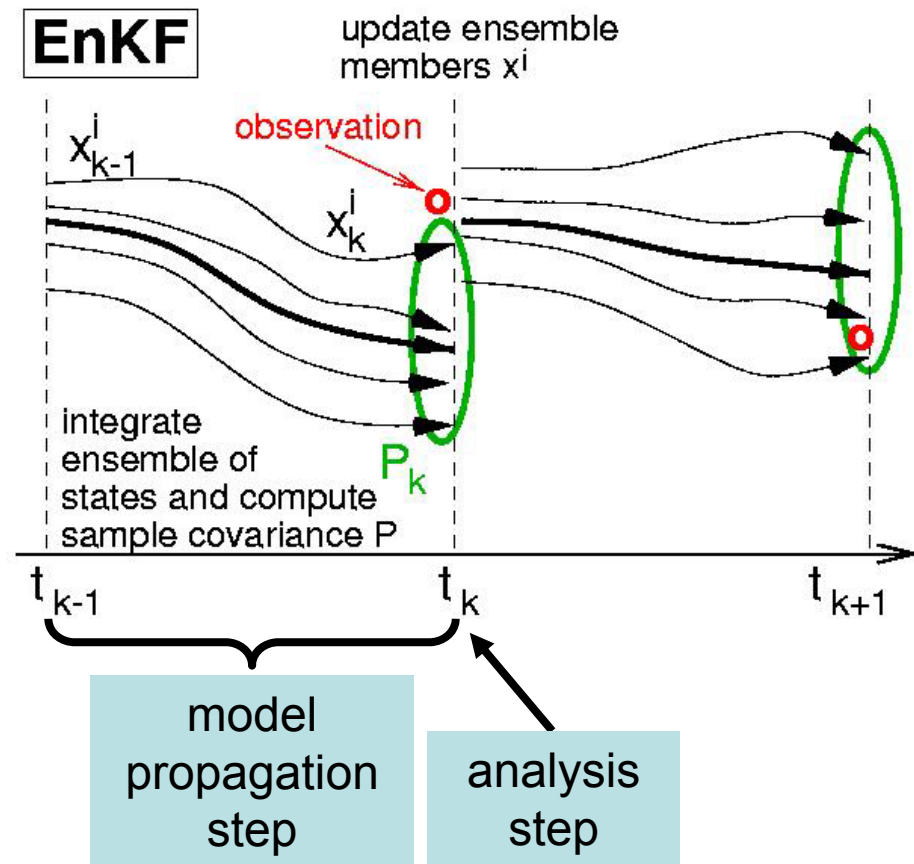 EnKF
update ensemble
members xⁱ
observation
xⁱₖ₋₁
xⁱₖ
o
o
integrate
ensemble of
states and compute
sample covariance P
Pₖ
tₖ₋₁
tₖ
tₖ₊₁
model
propagation
step
analysis
step